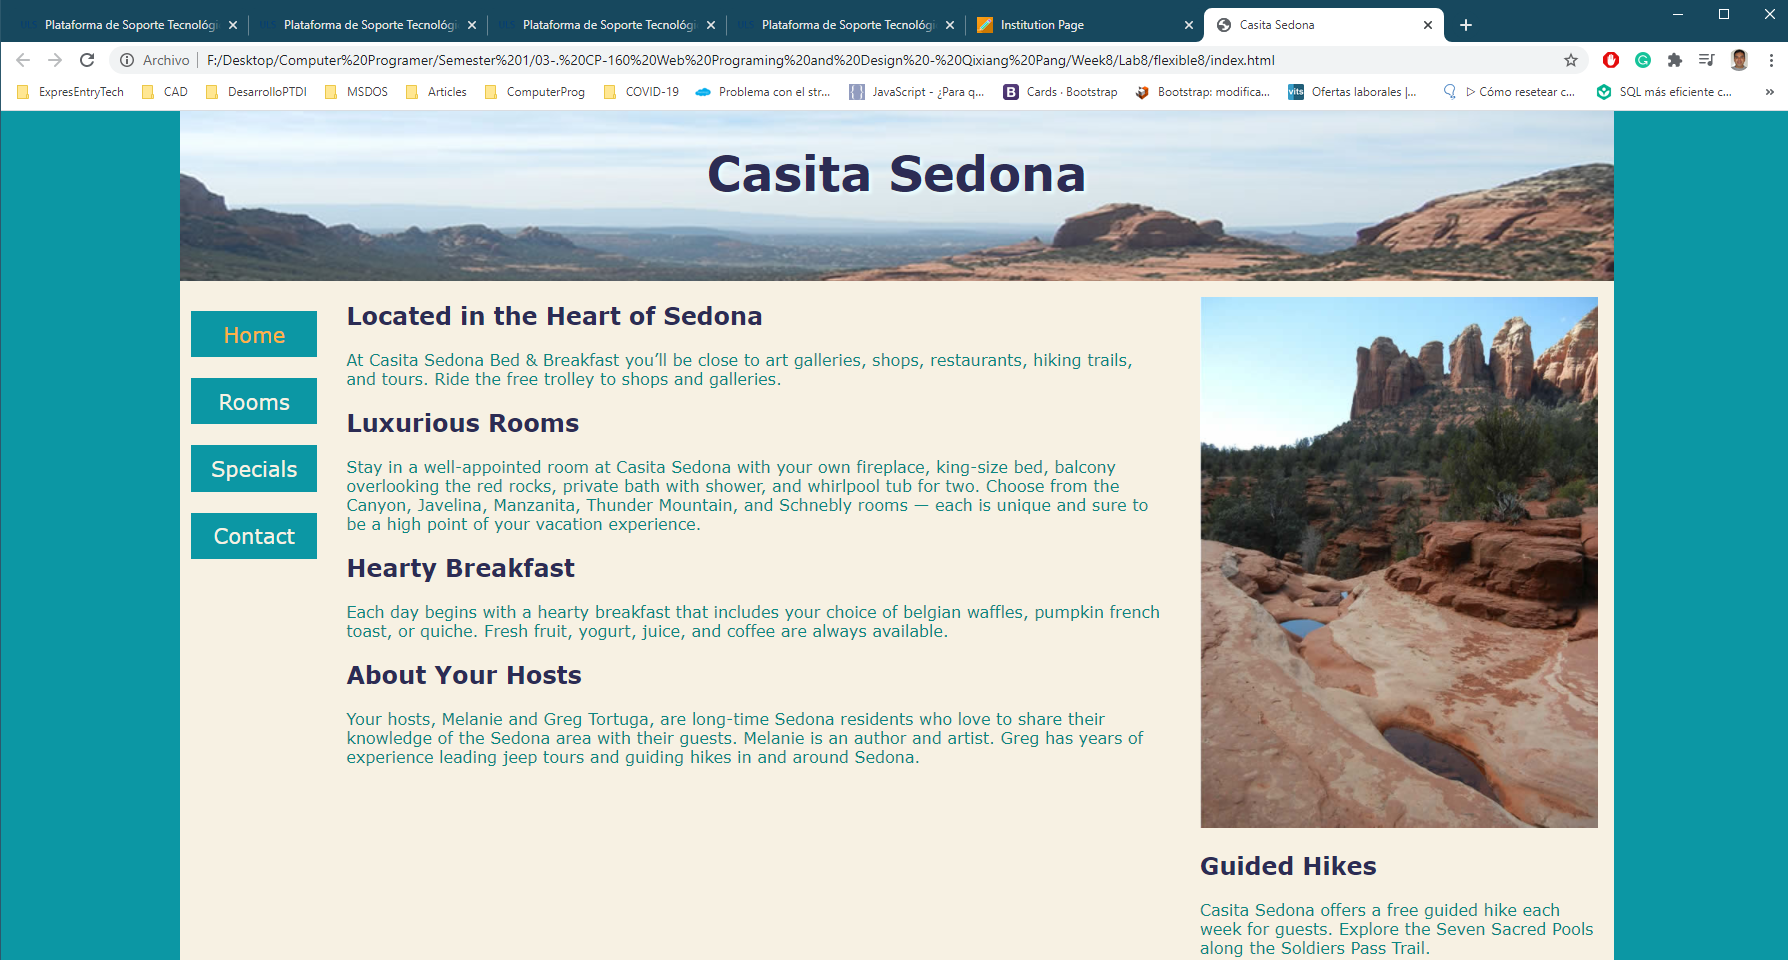 Plataforma de Soporte Tecnológi
Plataforma de Soporte Tecnológi
Plataforma de Soporte Tecnológi
Plataforma de Soporte Tecnológi
Institution Page
Casita Sedona
Archivo
F:/Desktop/Computer%20Programer/Semester%201/03-.%20CP-160%20Web%20Programing%20and%20Design%20-%20Qixiang%20Pang/Week8/Lab8/flexible8/index.html
ExpresEntryTech
CAD
DesarrolloPTDI
MSDOS
Articles
ComputerProg
COVID-19
Problema con el str...
JavaScript - ¿Para q...
B
Cards · Bootstrap
Bootstrap: modifica...
vits
Ofertas laborales |...
▷ Cómo resetear c...
SQL más eficiente c...
»
Casita Sedona
Home
Rooms
Specials
Contact
Located in the Heart of Sedona
At Casita Sedona Bed & Breakfast you’ll be close to art galleries, shops, restaurants, hiking trails,
and tours. Ride the free trolley to shops and galleries.
Luxurious Rooms
Stay in a well-appointed room at Casita Sedona with your own fireplace, king-size bed, balcony
overlooking the red rocks, private bath with shower, and whirlpool tub for two. Choose from the
Canyon, Javelina, Manzanita, Thunder Mountain, and Schnebly rooms — each is unique and sure to
be a high point of your vacation experience.
Hearty Breakfast
Each day begins with a hearty breakfast that includes your choice of belgian waffles, pumpkin french
toast, or quiche. Fresh fruit, yogurt, juice, and coffee are always available.
About Your Hosts
Your hosts, Melanie and Greg Tortuga, are long-time Sedona residents who love to share their
knowledge of the Sedona area with their guests. Melanie is an author and artist. Greg has years of
experience leading jeep tours and guiding hikes in and around Sedona.
Guided Hikes
Casita Sedona offers a free guided hike each
week for guests. Explore the Seven Sacred Pools
along the Soldiers Pass Trail.